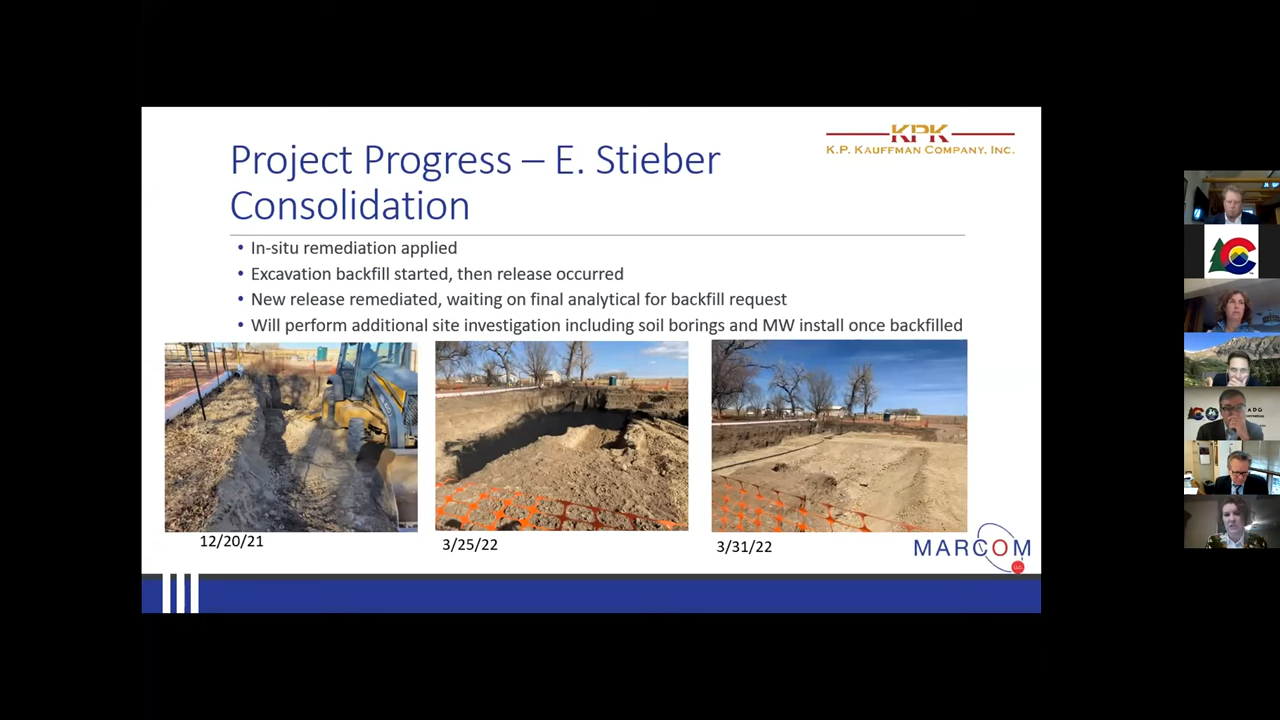 KPK
K.P. KAUFFMAN COMPANY, INC.
Project Progress – E. Stieber
Consolidation
• In-situ remediation applied
• Excavation backfill started, then release occurred
• New release remediated, waiting on final analytical for backfill request
• Will perform additional site investigation including soil borings and MW install once backfilled
12/20/21
3/25/22
3/31/22
MARCOM
LLC